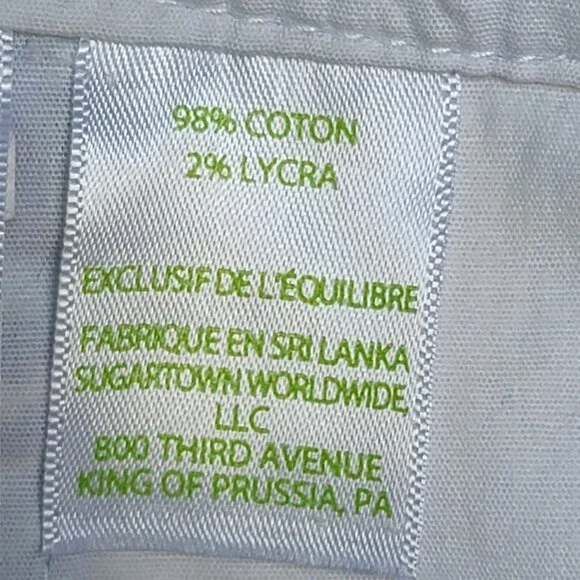 98% COTON
2% LYCRA
EXCLUSIF DE L'ÉQUILIBRE
FABRIQUE EN SRI LANKA
SUGARTOWN WORLDWIDE,
LLC
800 THIRD AVENUE
KING OF PRUSSIA, PA